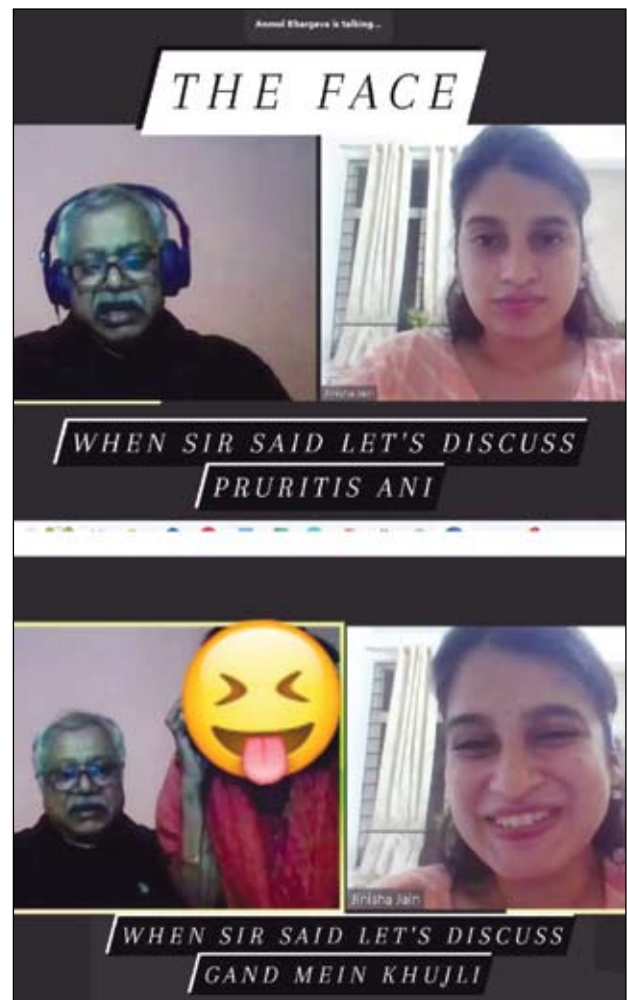 Anmol Bhargava is talking...
THE FACE
Jinisha Jain
WHEN SIR SAID LET'S DISCUSS
PRURITIS ANI
Jinisha Jain
WHEN SIR SAID LET'S DISCUSS
GAND MEIN KHUJLI